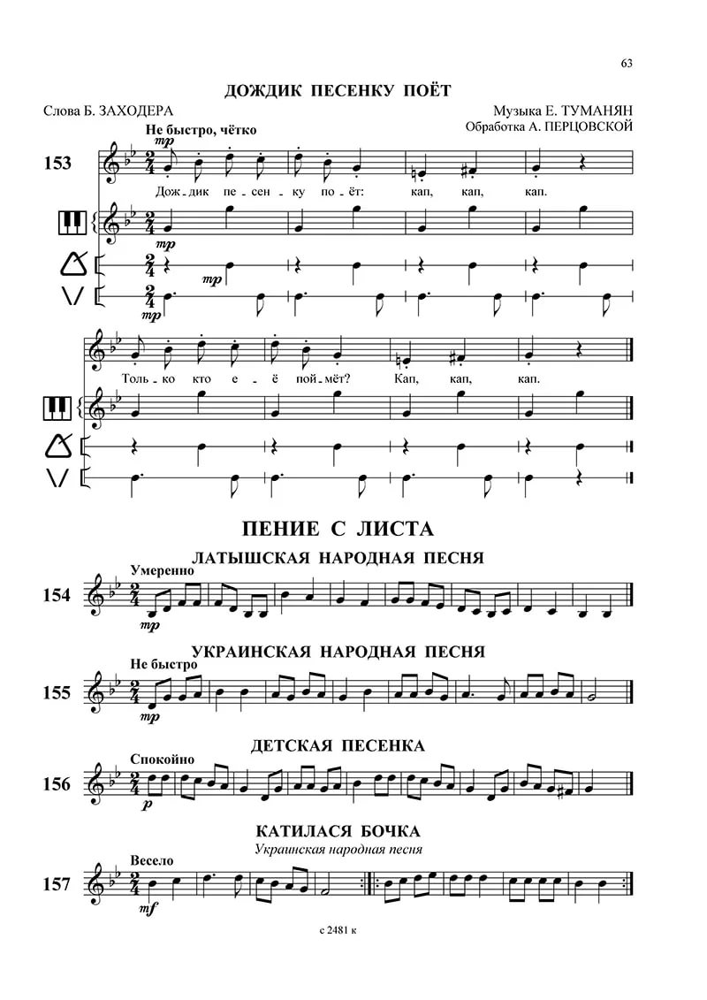 63
ДОЖДИК ПЕСЕНКУ ПОЁТ
Слова Б. ЗАХОДЕРА
Музыка Е. ТУМАНЯН
Обработка А. ПЕРЦОВСКОЙ
Не быстро, чётко
mp
153
Дож-дик пе-сен-ку по-ёт: кап, кап, кап.
mp
mp
mp
Толь-ко кто е-ё пой-мёт? Кап, кап, кап.
ПЕНИЕ С ЛИСТА
ЛАТЫШСКАЯ НАРОДНАЯ ПЕСНЯ
Умеренно
154
mp
УКРАИНСКАЯ НАРОДНАЯ ПЕСНЯ
Не быстро
155
mp
ДЕТСКАЯ ПЕСЕНКА
Спокойно
156
p
КАТИЛАСЯ БОЧКА
Украинская народная песня
Весело
157
mf
с 2481 к